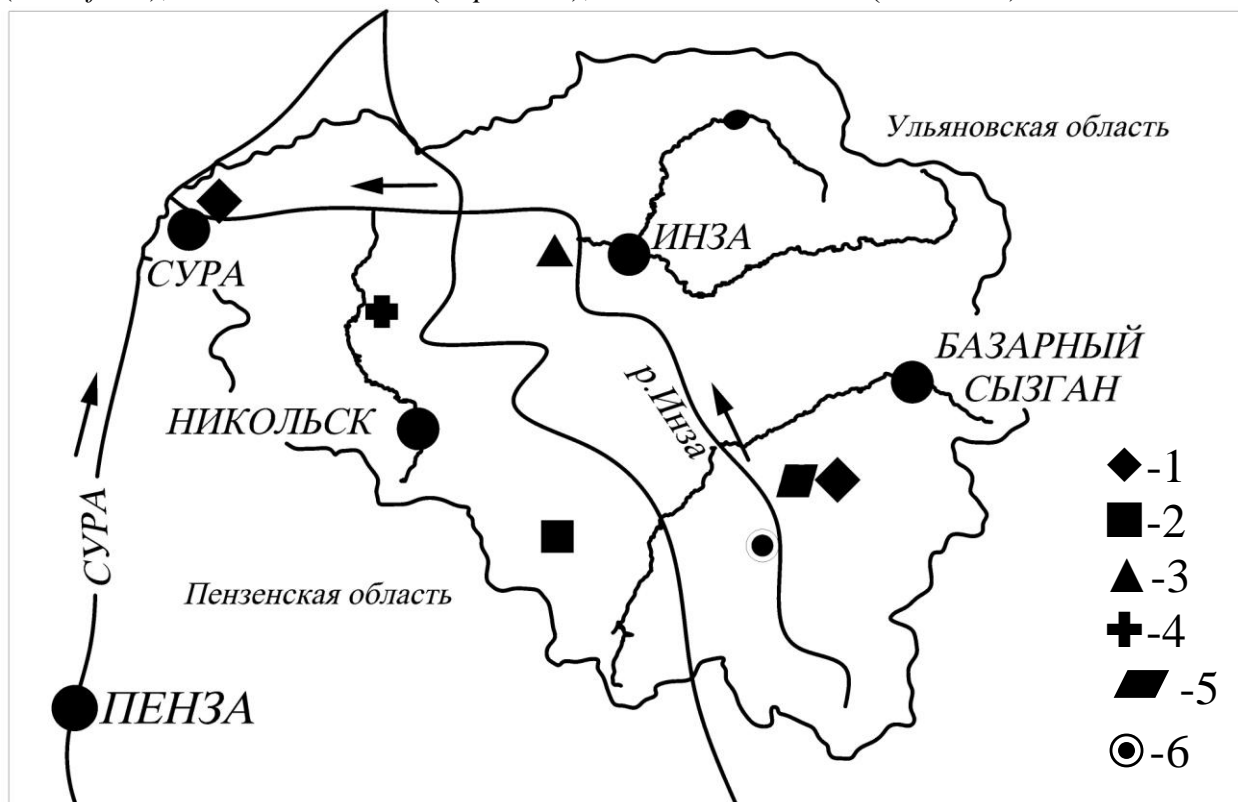 Ульяновская область
ИНЗА
СУРА
БАЗАРНЫЙ
СЫЗГАН
р.Инза
НИКОЛЬСК
-1
-2
СУРА
Пензенская область
-3
-4
-5
ПЕНЗА
-6